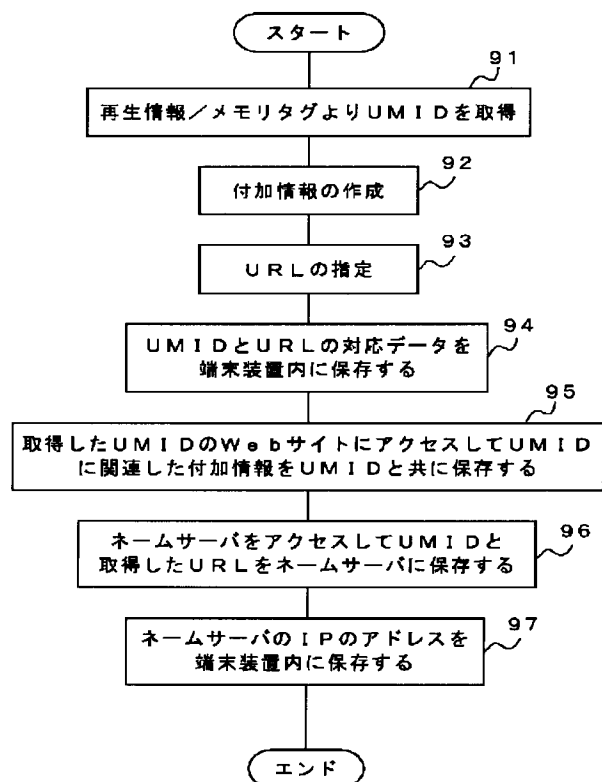 スタート
91
再生情報/メモリタグよりUMIDを取得
92
付加情報の作成
93
URLの指定
94
UMIDとURLの対応データを
端末装置内に保存する
95
取得したUMIDのWebサイトにアクセスしてUMID
に関連した付加情報をUMIDと共に保存する
96
ネームサーバをアクセスしてUMIDと
取得したURLをネームサーバに保存する
97
ネームサーバのIPのアドレスを
端末装置内に保存する
エンド